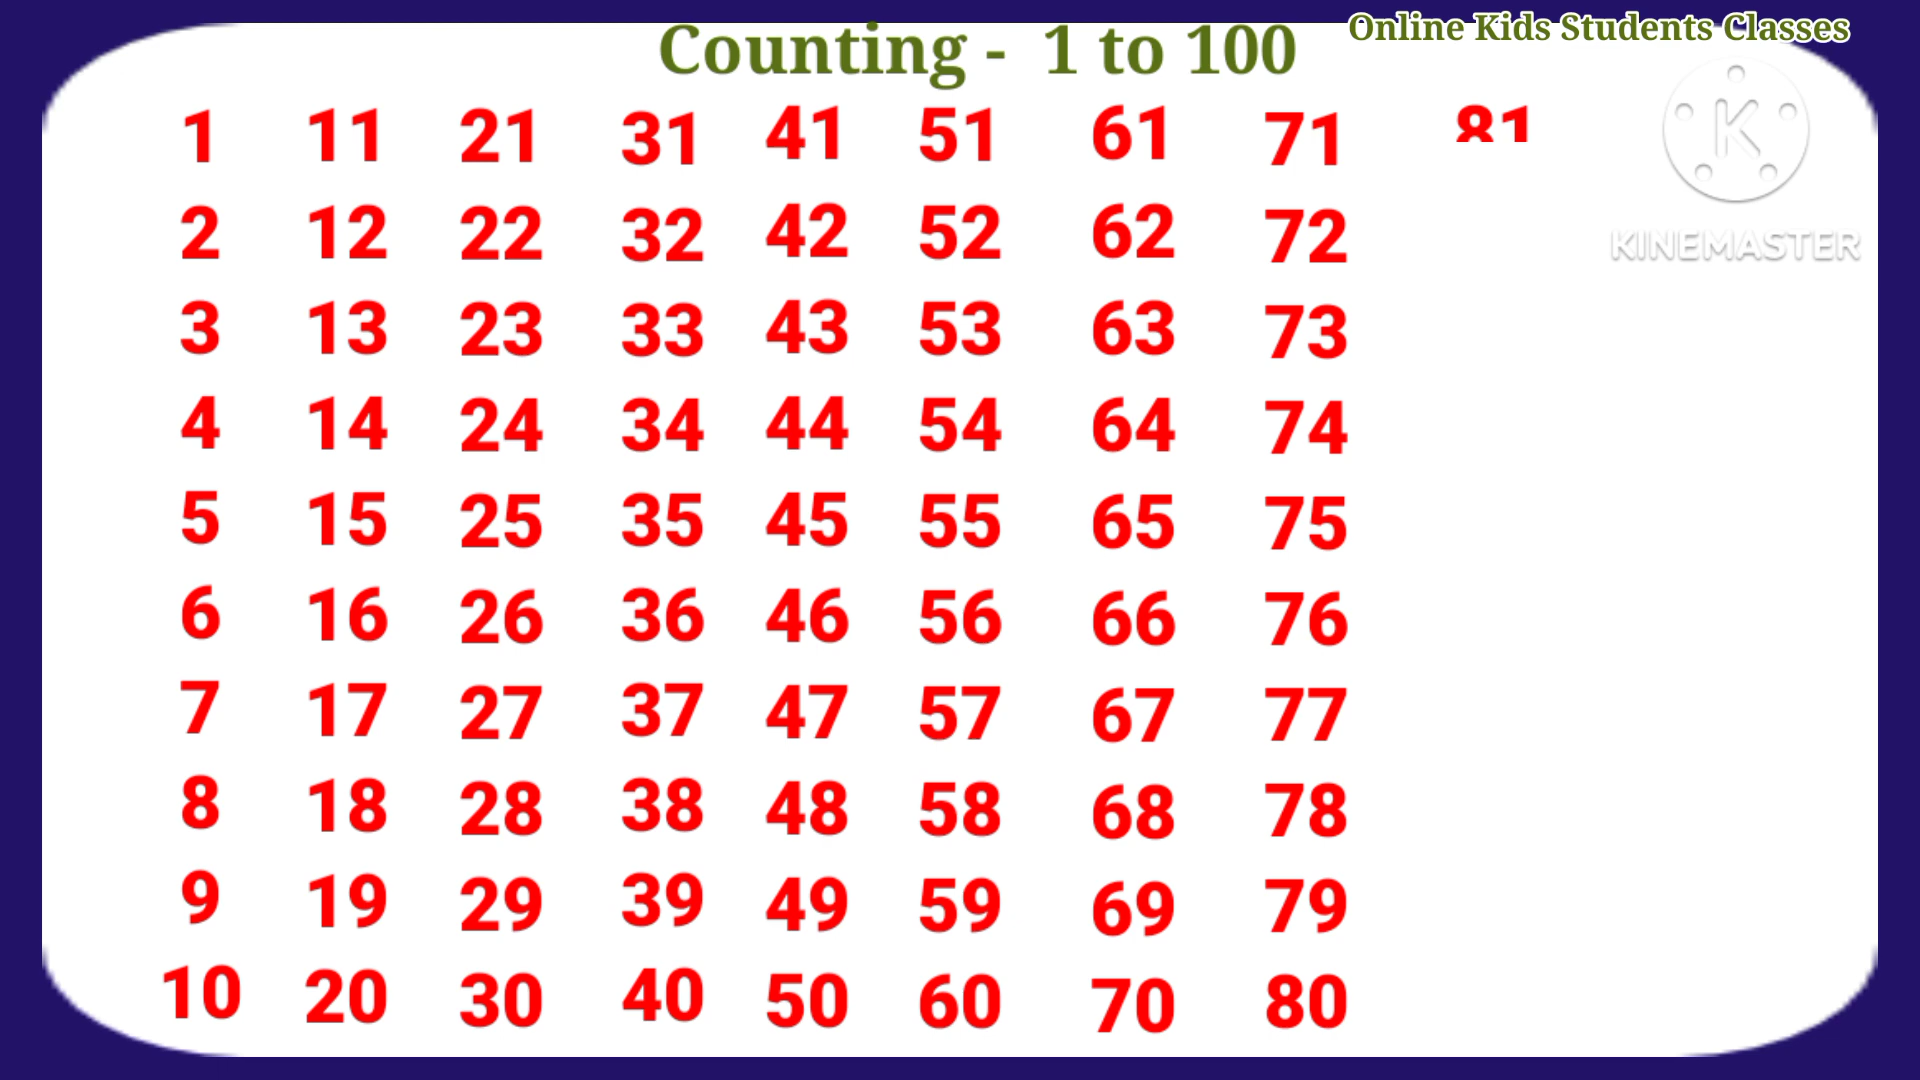 Counting - 1 to 100
Online Kids Students Classes
K
KINEMASTER
1 11 21 31 41 51 61 71 81
2 12 22 32 42 52 62 72
3 13 23 33 43 53 63 73
4 14 24 34 44 54 64 74
5 15 25 35 45 55 65 75
6 16 26 36 46 56 66 76
7 17 27 37 47 57 67 77
8 18 28 38 48 58 68 78
9 19 29 39 49 59 69 79
10 20 30 40 50 60 70 80